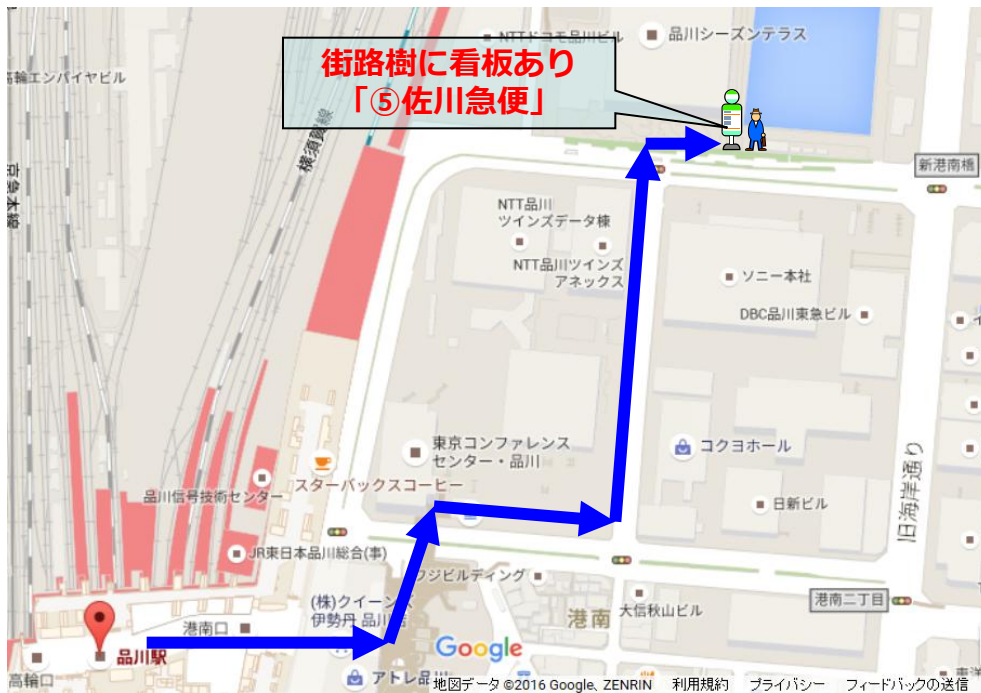 NTTドコモ品川ビル
品川シーズンテラス
街路樹に看板あり
「⑤佐川急便」
高輪エンパイヤビル
横須賀線
京急本線
新港南橋
NTT品川
ツインズデータ棟
NTT品川ツインズ
アネックス
ソニー本社
DBC品川東急ビル
東京コンファレンス
センター・品川
コクヨホール
スターバックスコーヒー
品川信号技術センター
日新ビル
旧海岸通り
JR東日本品川総合(事)
フジビルディング
(株)クイーンズ
伊勢丹 品川店
港南
大信秋山ビル
港南二丁目
港南口
品川駅
高輪口
アトレ品川
Google
地図データ ©2016 Google、ZENRIN 利用規約 プライバシー フィードバックの送信